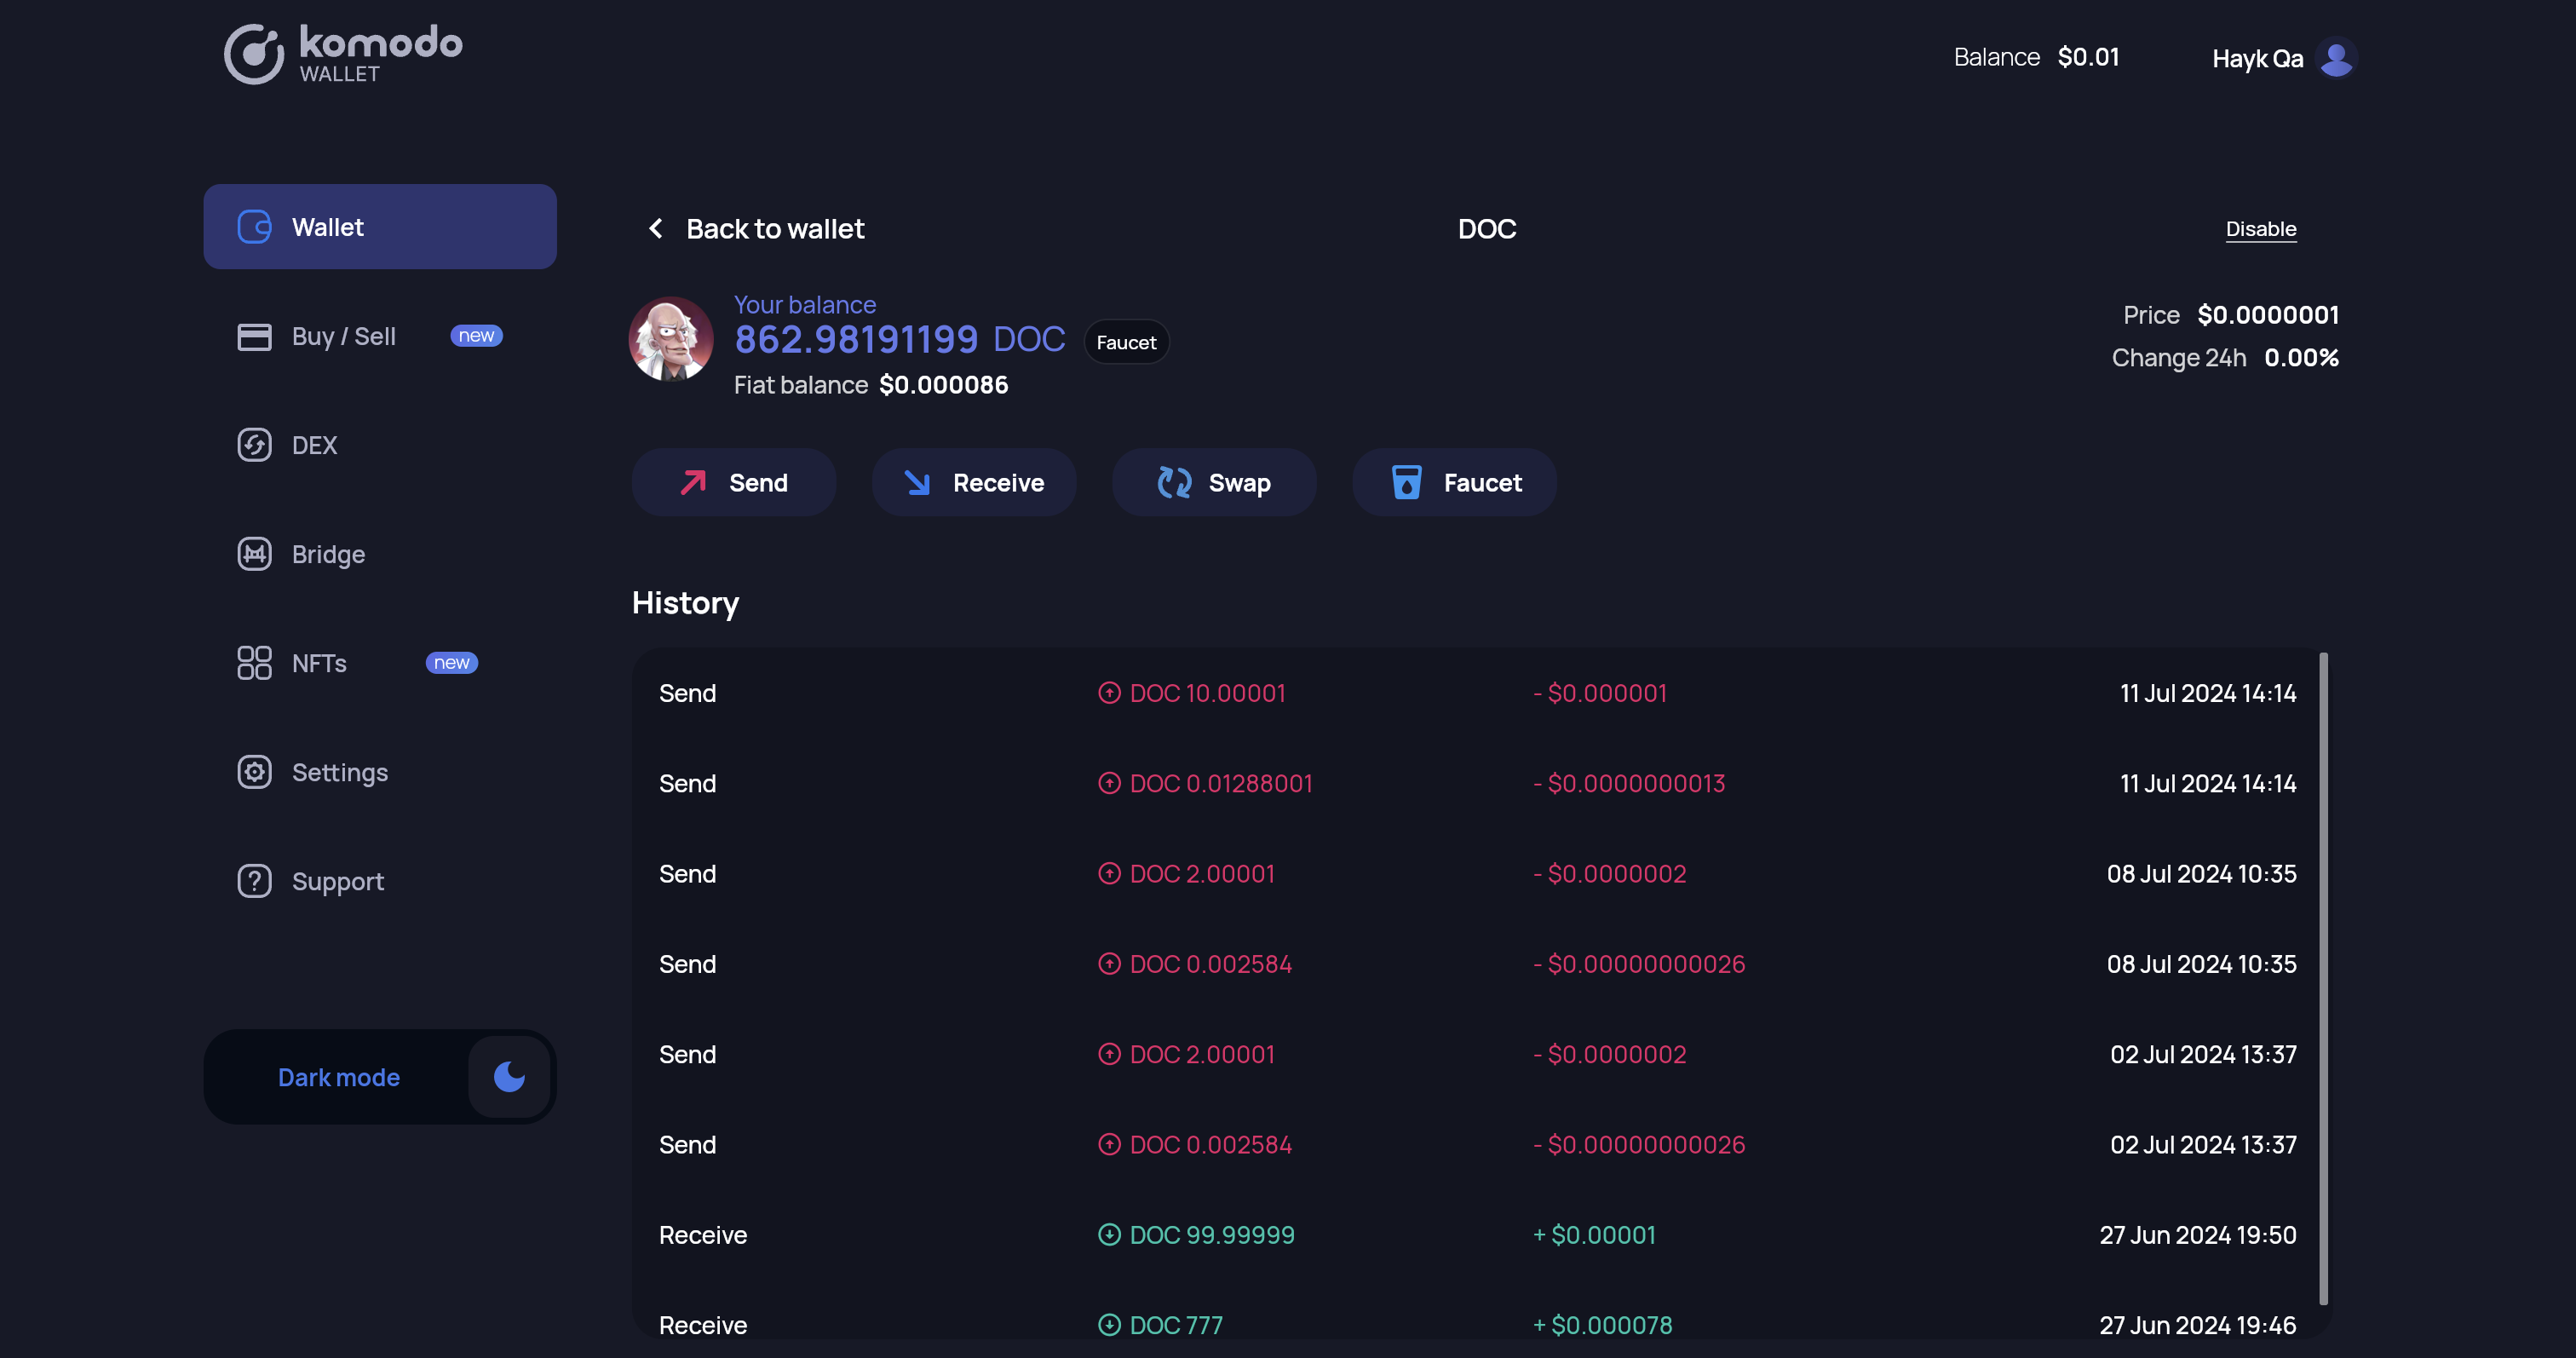 komodo
WALLET
Balance $0.01
Hayk Qa
Wallet
Buy / Sell new
DEX
Bridge
NFTs new
Settings
Support
Dark mode
Back to wallet
DOC
Disable
Your balance
862.98191199 DOC Faucet
Fiat balance $0.000086
Price $0.0000001
Change 24h 0.00%
Send
Receive
Swap
Faucet
History
Send DOC 10.00001 - $0.000001 11 Jul 2024 14:14
Send DOC 0.01288001 - $0.0000000013 11 Jul 2024 14:14
Send DOC 2.00001 - $0.0000002 08 Jul 2024 10:35
Send DOC 0.002584 - $0.00000000026 08 Jul 2024 10:35
Send DOC 2.00001 - $0.0000002 02 Jul 2024 13:37
Send DOC 0.002584 - $0.00000000026 02 Jul 2024 13:37
Receive DOC 99.99999 + $0.00001 27 Jun 2024 19:50
Receive DOC 777 + $0.000078 27 Jun 2024 19:46